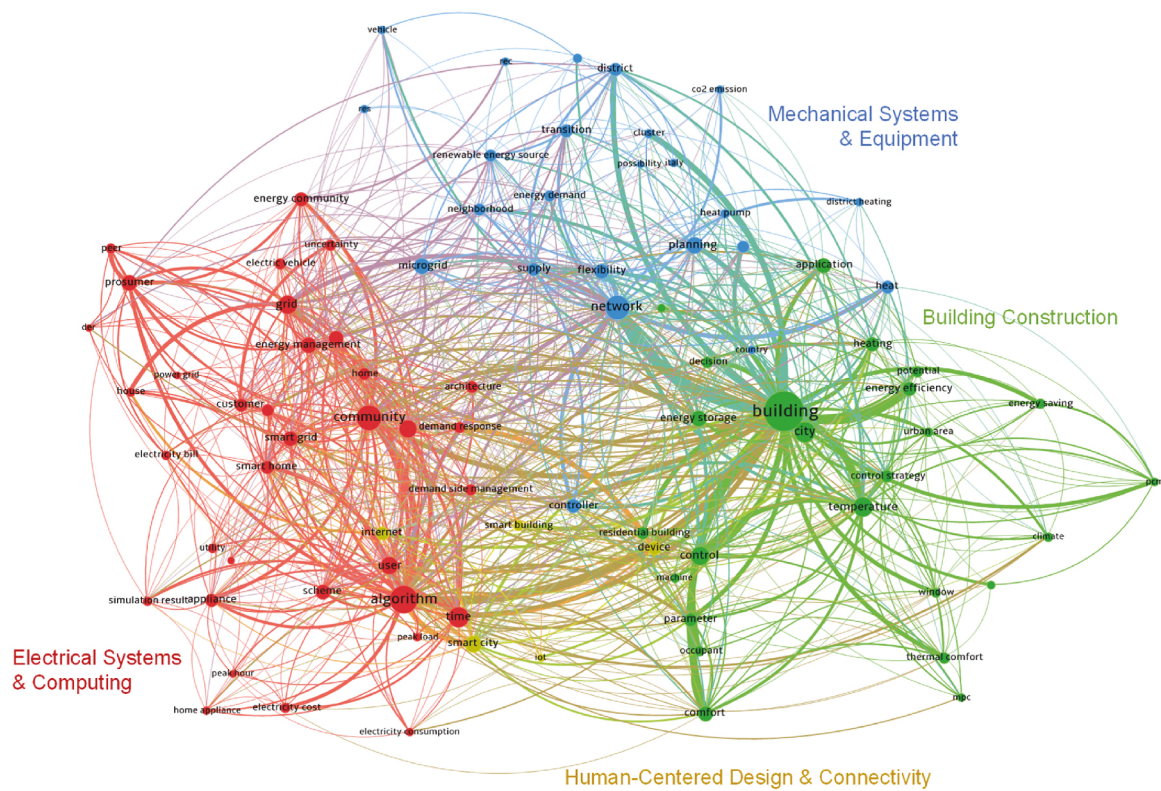 vehicle
rec
district
co2 emission
res
Mechanical Systems
& Equipment
transition
cluster
renewable energy source
possibility italy
energy demand
energy community
neighborhood
heat pump
district heating
uncertainty
planning
peer
electric vehicle
microgrid
supply
flexibility
application
prosumer
heat
grid
network
Building Construction
der
energy management
country
heating
decision
power grid
home
potential
house
architecture
energy efficiency
customer
energy saving
community
building
energy storage
demand response
city
urban area
smart grid
electricity bill
smart home
control strategy
pcm
demand side management
controller
temperature
smart building
internet
residential building
climate
utility
device
control
user
machine
window
scheme
simulation result
appliance
algorithm
time
parameter
peak load
smart city
occupant
iot
thermal comfort
Electrical Systems
& Computing
peak hour
mpc
home appliance
electricity cost
comfort
electricity consumption
Human-Centered Design & Connectivity